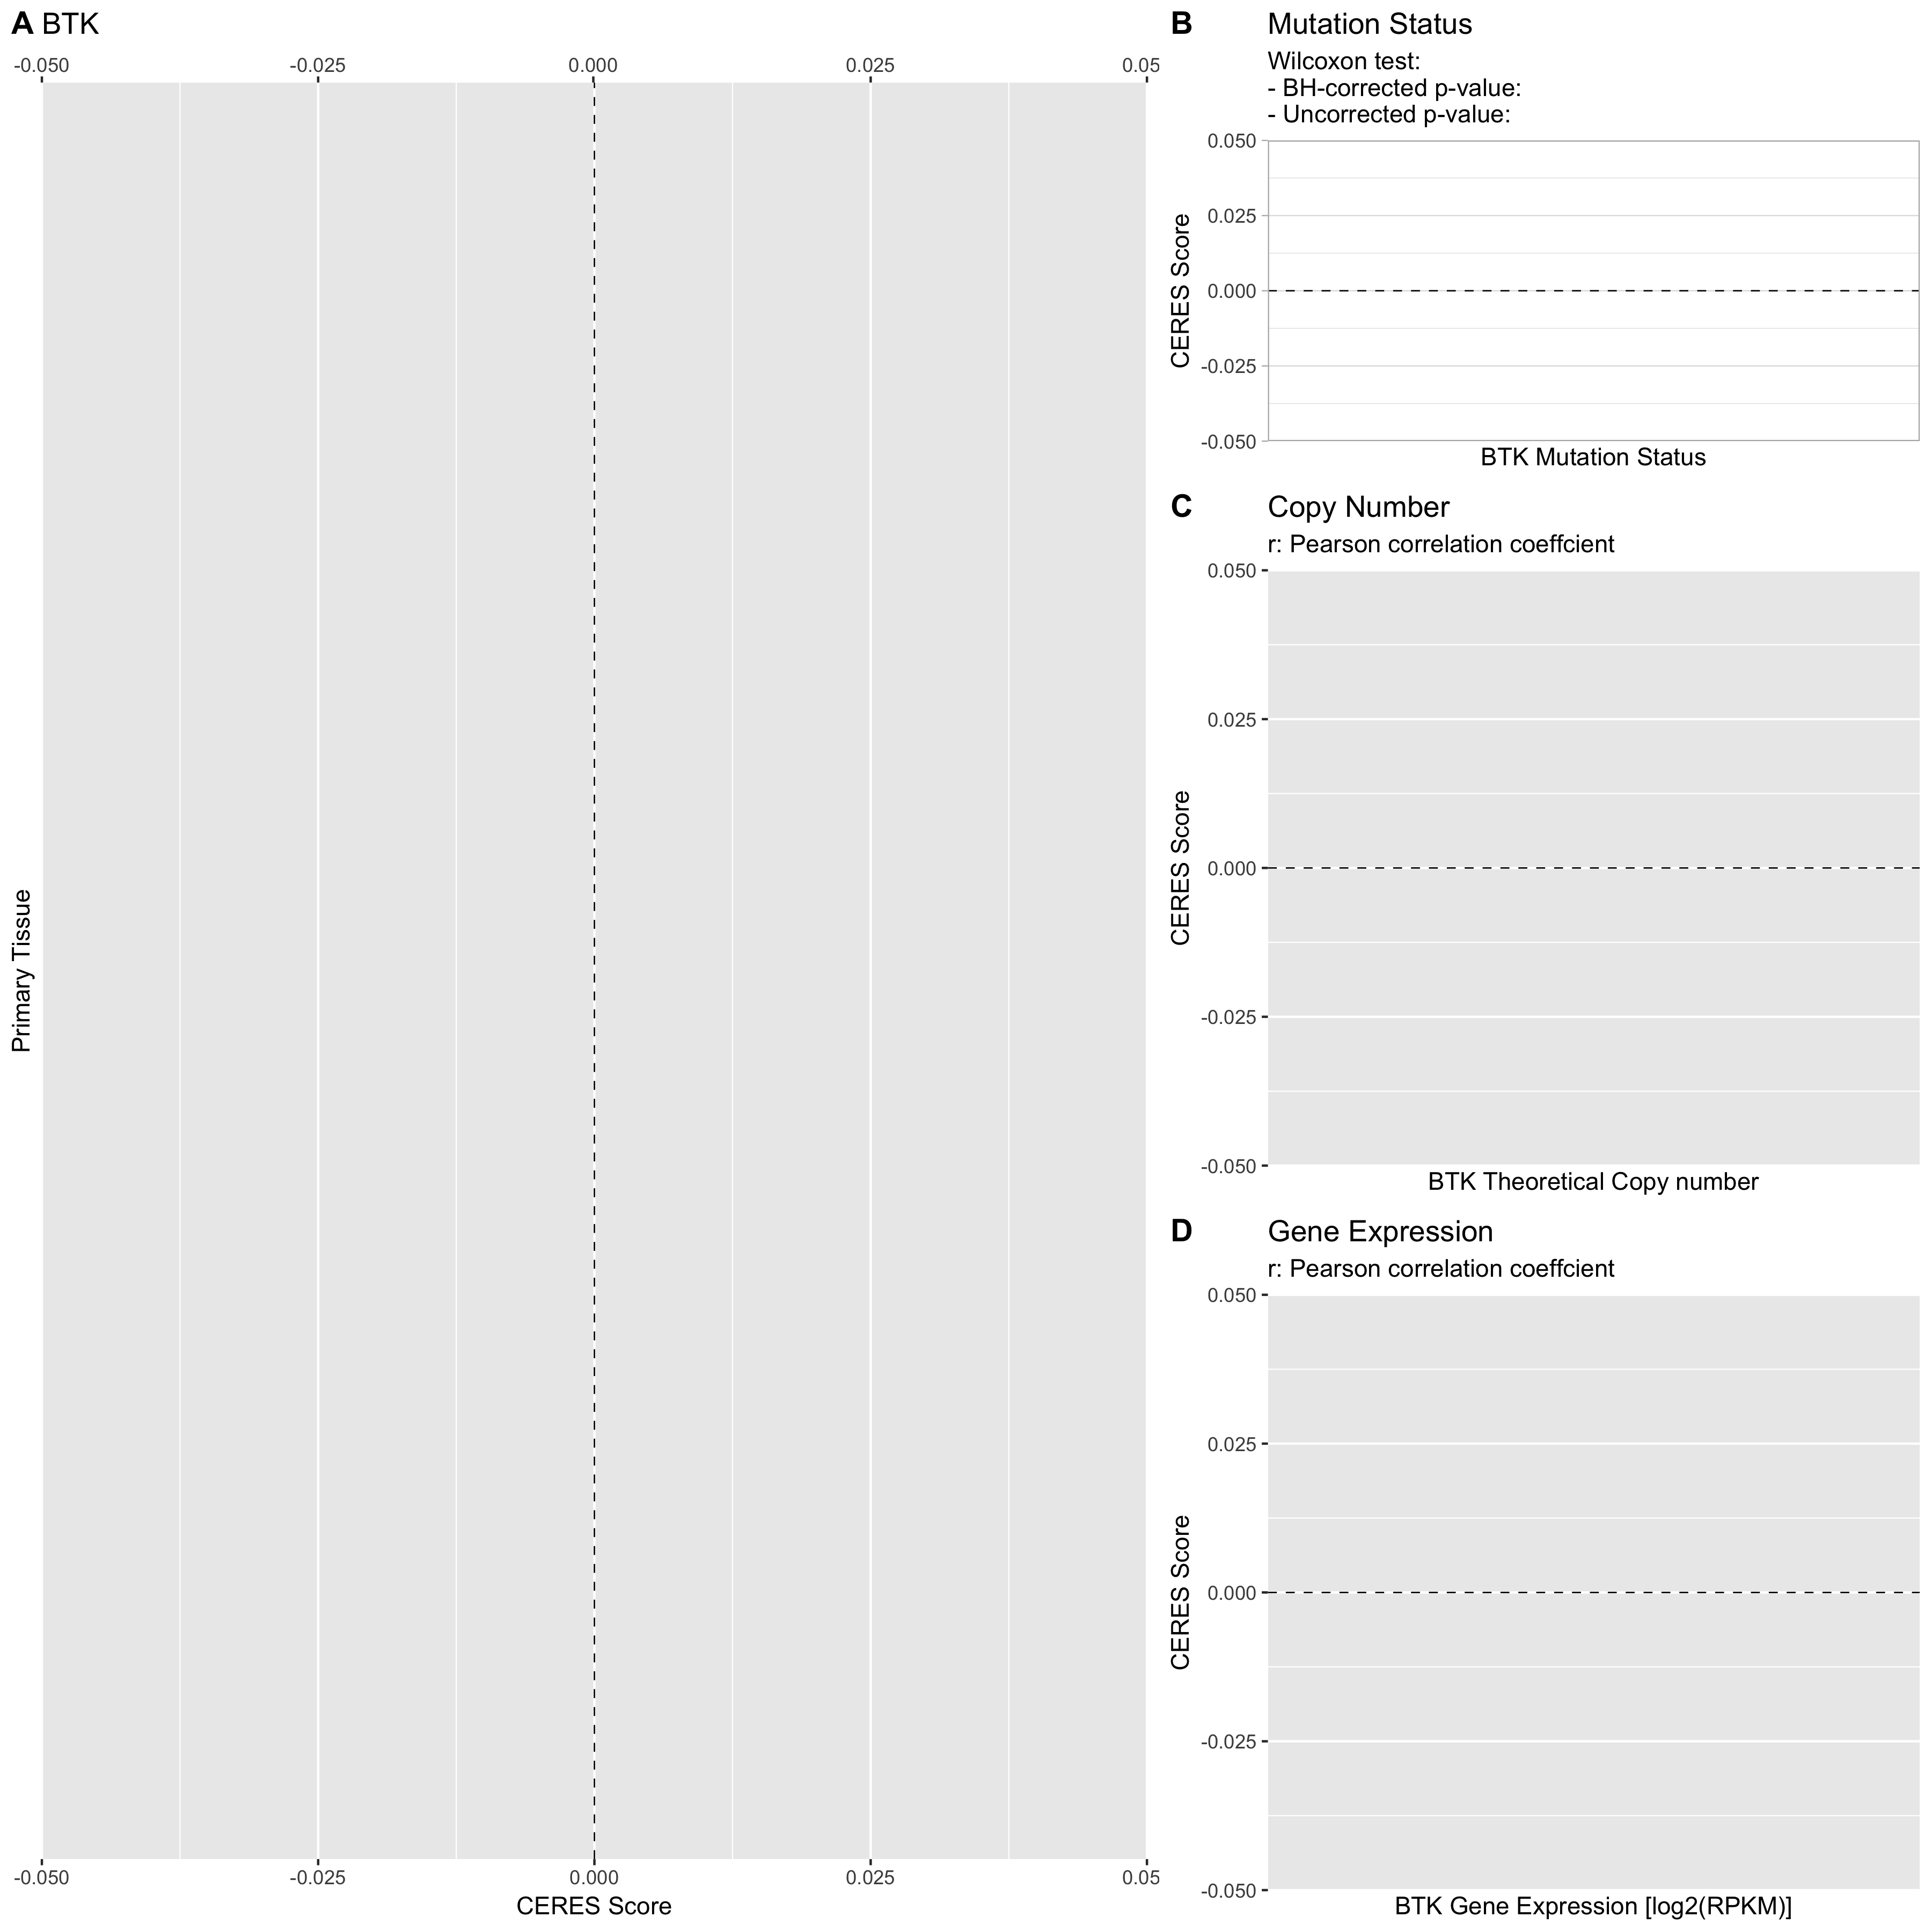 A BTK
-0.050 -0.025 0.000 0.025 0.05
Primary Tissue
-0.050 -0.025 0.000 0.025 0.05
CERES Score
B Mutation Status
Wilcoxon test:
- BH-corrected p-value:
- Uncorrected p-value:
0.050
0.025
0.000
-0.025
-0.050
CERES Score
BTK Mutation Status
C Copy Number
r: Pearson correlation coeffcient
0.050
0.025
0.000
-0.025
-0.050
CERES Score
BTK Theoretical Copy number
D Gene Expression
r: Pearson correlation coeffcient
0.050
0.025
0.000
-0.025
-0.050
CERES Score
BTK Gene Expression [log2(RPKM)]